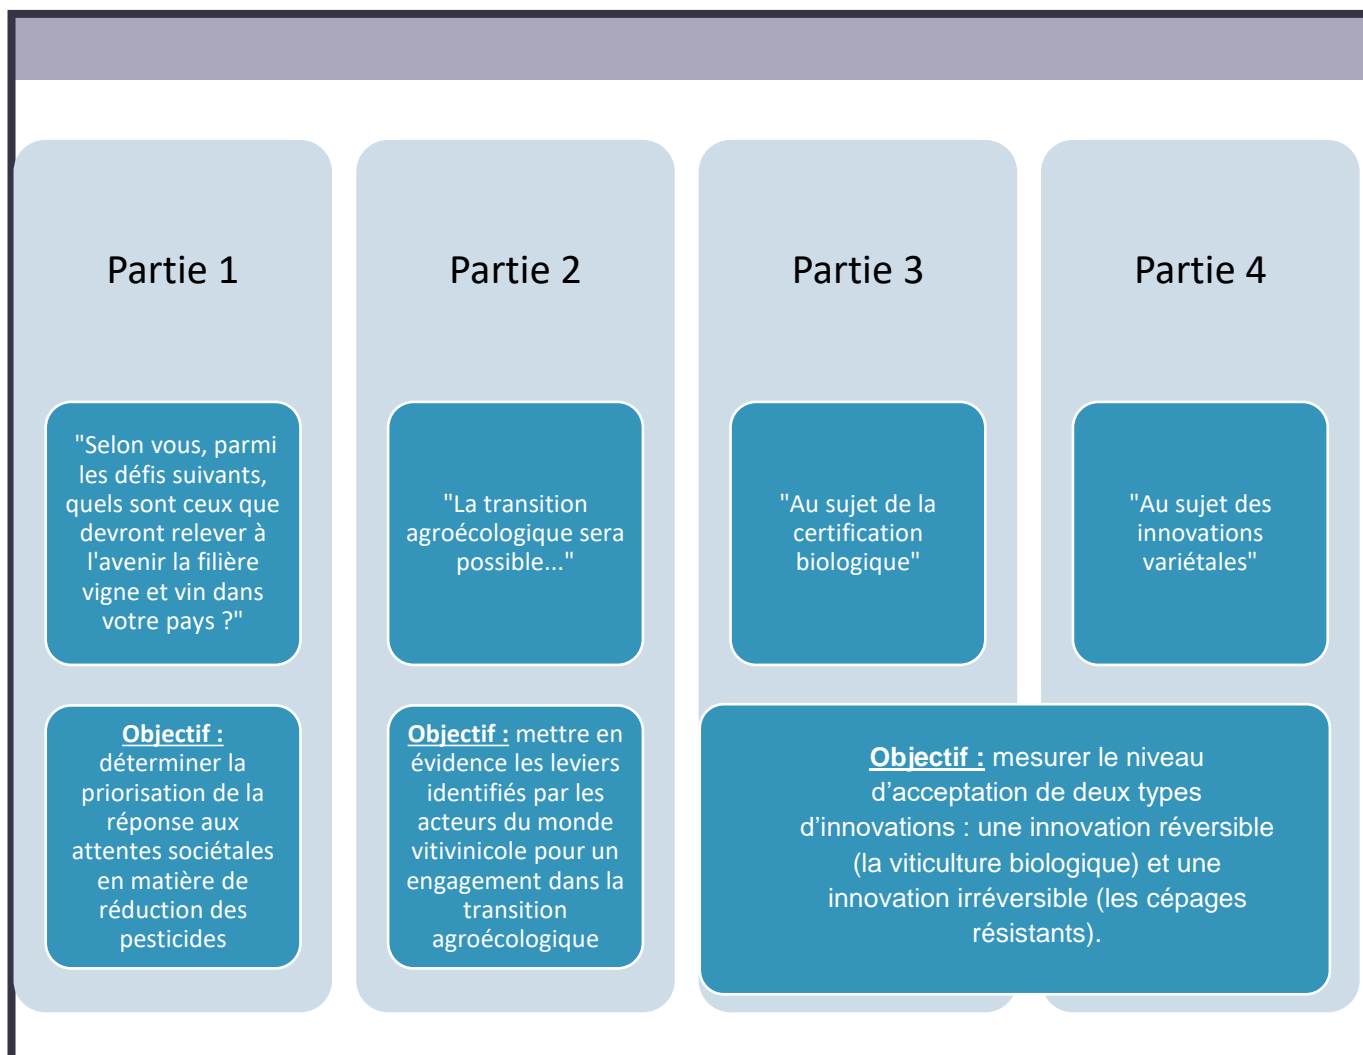 Partie 1
"Selon vous, parmi
les défis suivants,
quels sont ceux que
devront relever à
l'avenir la filière
vigne et vin dans
votre pays ?"
Objectif :
déterminer la
priorisation de la
réponse aux
attentes sociétales
en matière de
réduction des
pesticides
Partie 2
"La transition
agroécologique sera
possible..."
Objectif : mettre en
évidence les leviers
identifiés par les
acteurs du monde
vitivinicole pour un
engagement dans la
transition
agroécologique
Partie 3
"Au sujet de la
certification
biologique"
Partie 4
"Au sujet des
innovations
variétales"
Objectif : mesurer le niveau
d'acceptation de deux types
d'innovations : une innovation réversible
(la viticulture biologique) et une
innovation irréversible (les cépages
résistants).